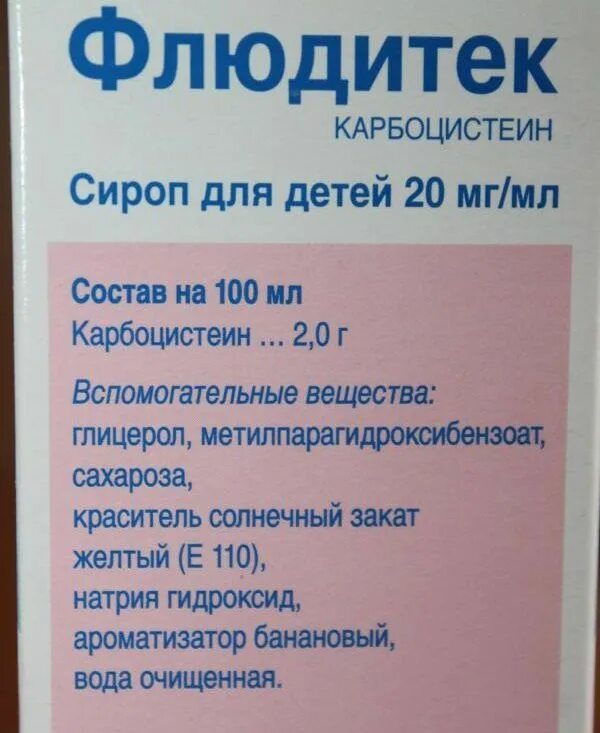 Флюдитек
КАРБОЦИСТЕИН
Сироп для детей 20 мг/мл
Состав на 100 мл
Карбоцистеин ... 2,0 г
Вспомогательные вещества:
глицерол, метилпарагидроксибензоат,
сахароза,
краситель солнечный закат
желтый (Е 110),
натрия гидроксид,
ароматизатор банановый,
вода очищенная.